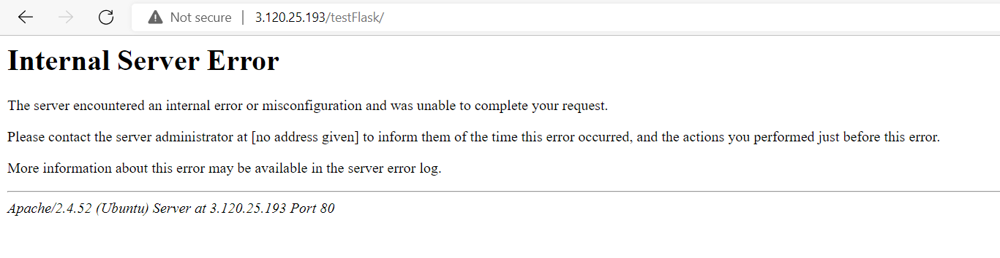 Not secure | 3.120.25.193/testFlask/
Internal Server Error
The server encountered an internal error or misconfiguration and was unable to complete your request.
Please contact the server administrator at [no address given] to inform them of the time this error occurred, and the actions you performed just before this error.
More information about this error may be available in the server error log.
Apache/2.4.52 (Ubuntu) Server at 3.120.25.193 Port 80